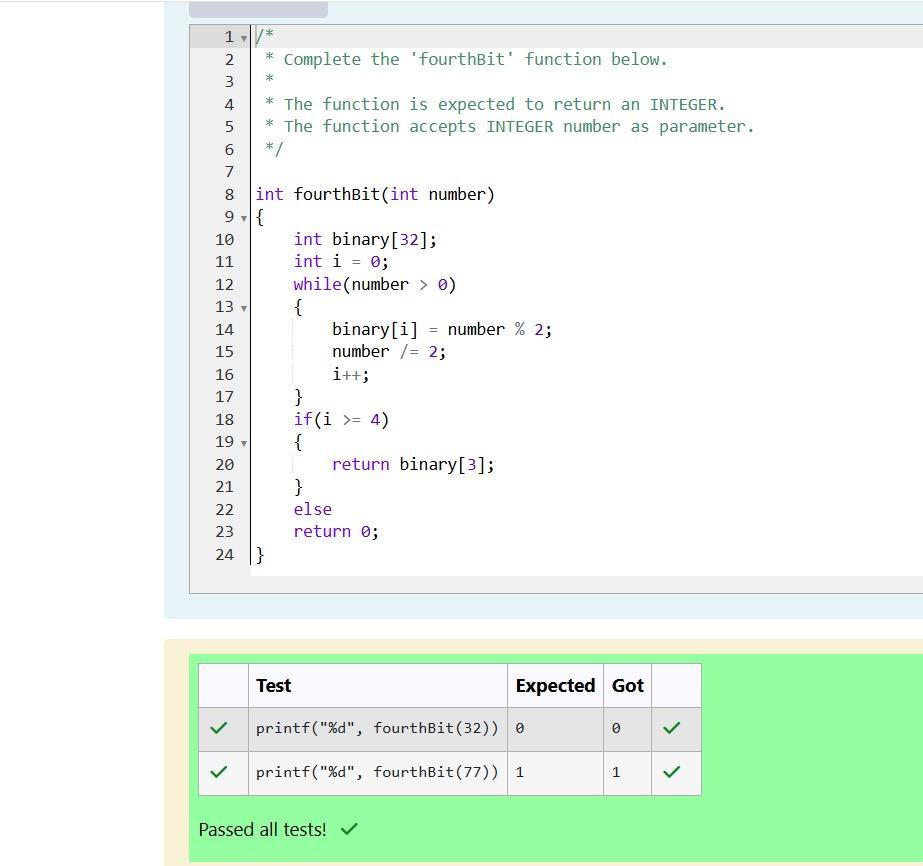 1 /*
2  * Complete the 'fourthBit' function below.
3  *
4  * The function is expected to return an INTEGER.
5  * The function accepts INTEGER number as parameter.
6  */
7
8 int fourthBit(int number)
9 {
10     int binary[32];
11     int i = 0;
12     while(number > 0)
13     {
14         binary[i] = number % 2;
15         number /= 2;
16         i++;
17     }
18     if(i >= 4)
19     {
20         return binary[3];
21     }
22     else
23     return 0;
24 }
Test Expected Got
printf("%d", fourthBit(32)) 0 0
printf("%d", fourthBit(77)) 1 1
Passed all tests!